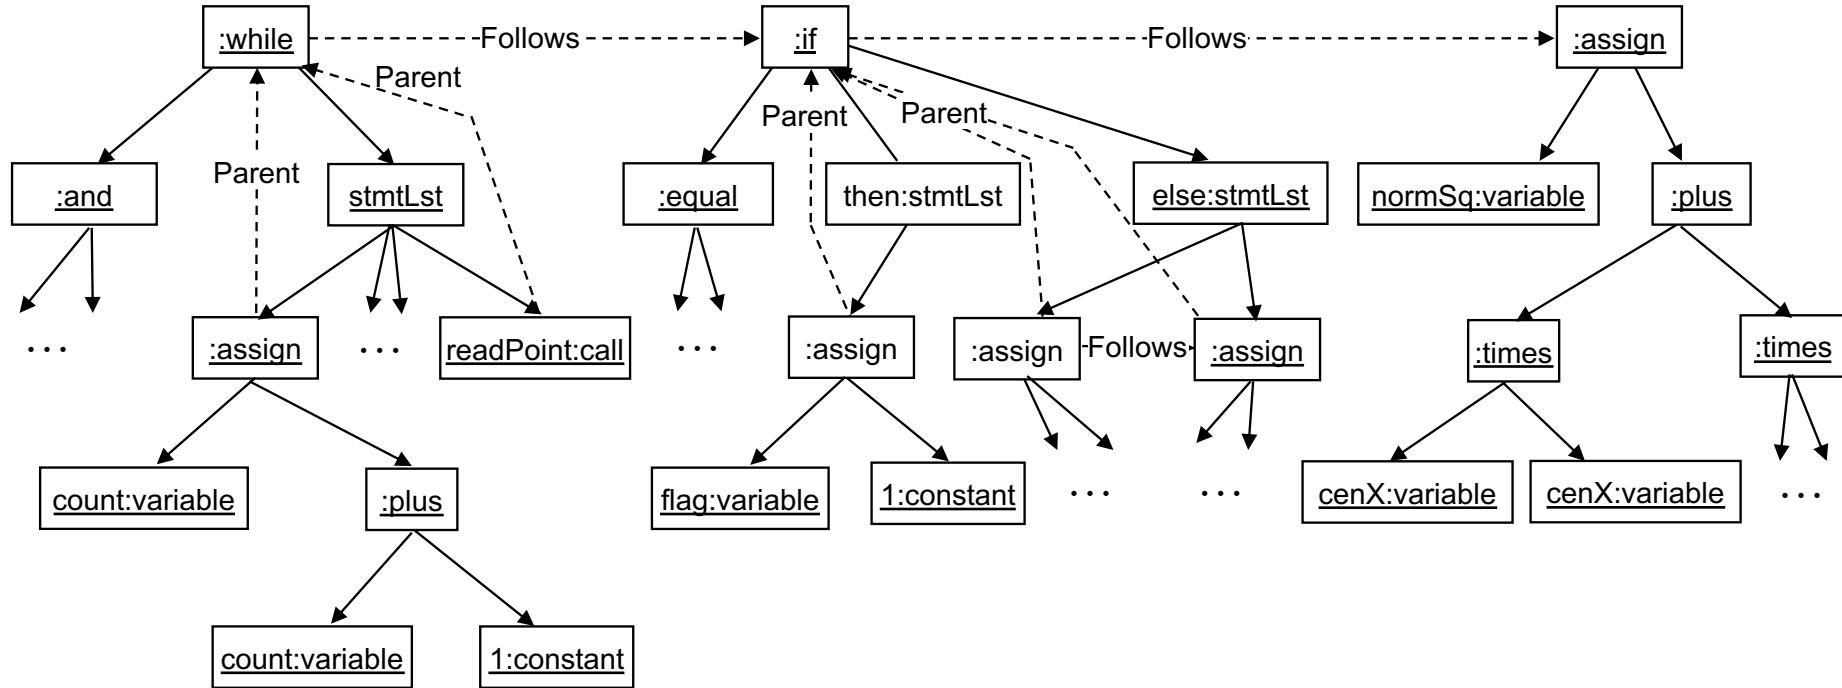 :while
Follows
:if
Follows
:assign
Parent
Parent
Parent
Parent
:and
stmtLst
:equal
then:stmtLst
else:stmtLst
normSq:variable
:plus
...
:assign
...
readPoint:call
...
:assign
:assign
Follows
:assign
:times
:times
count:variable
:plus
flag:variable
1:constant
...
...
cenX:variable
cenX:variable
...
count:variable
1:constant